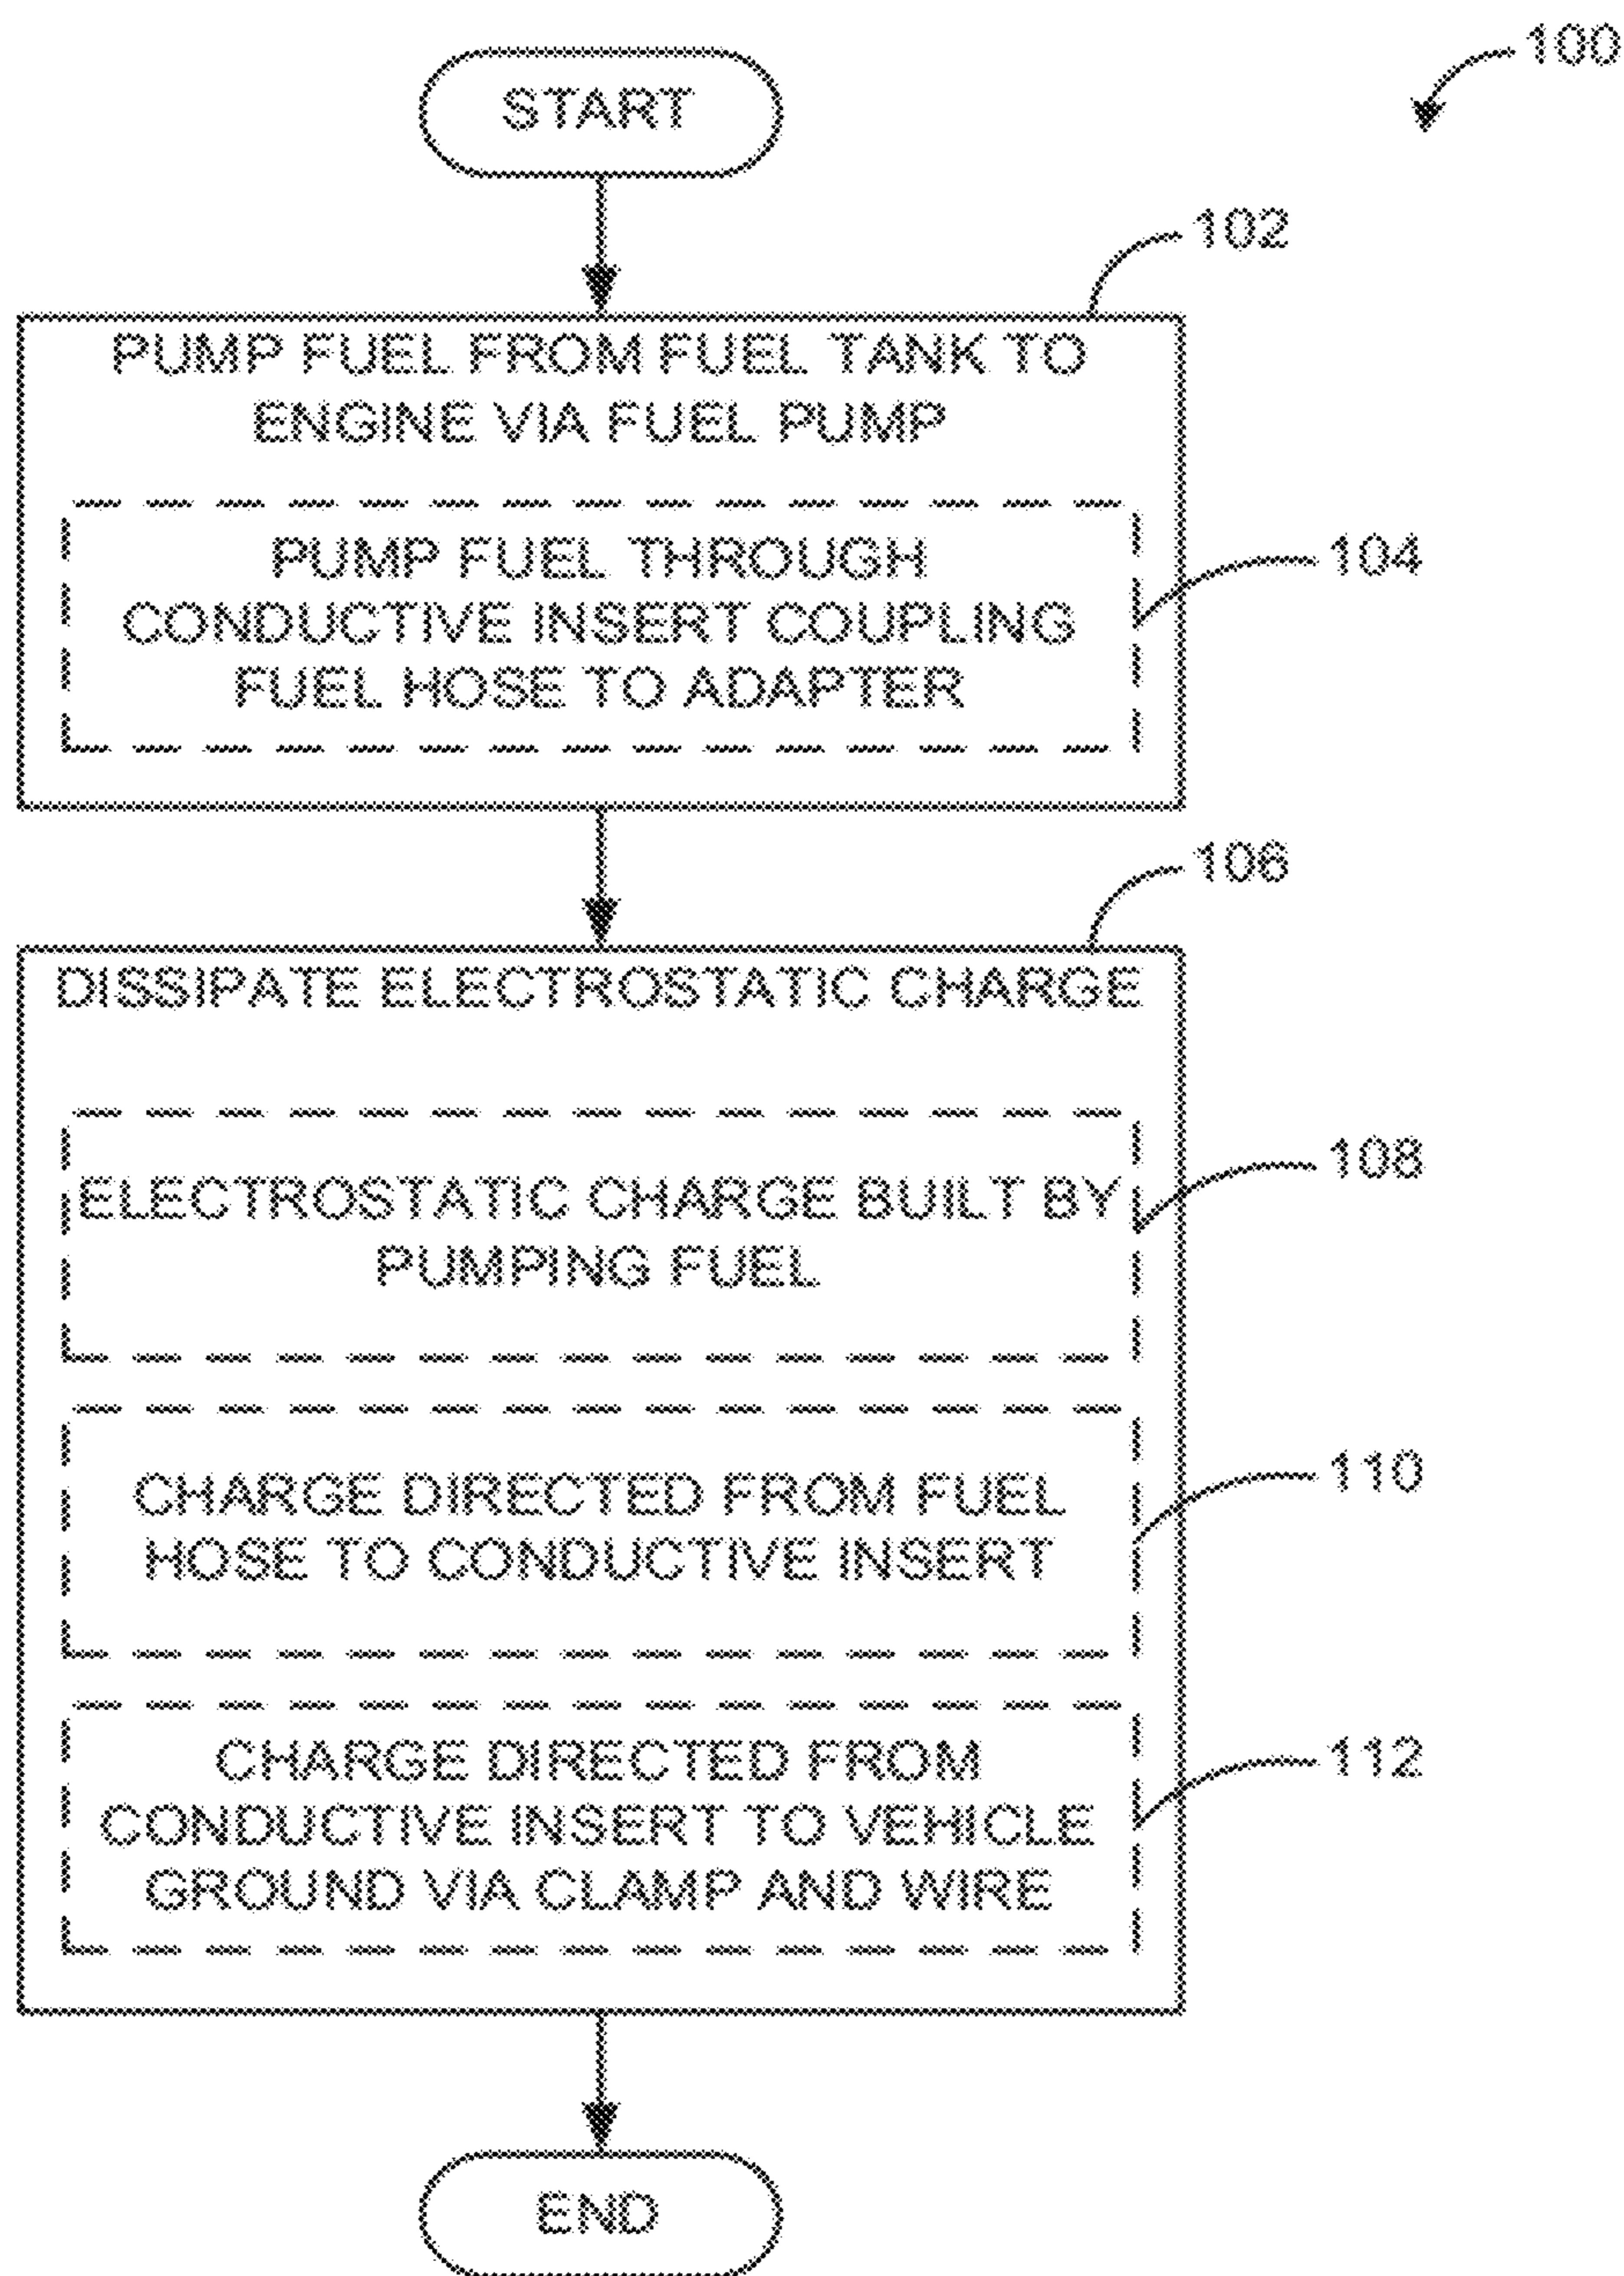 100
START
102
PUMP FUEL FROM FUEL TANK TO
ENGINE VIA FUEL PUMP
PUMP FUEL THROUGH
CONDUCTIVE INSERT COUPLING
FUEL HOSE TO ADAPTER
104
106
DISSIPATE ELECTROSTATIC CHARGE
ELECTROSTATIC CHARGE BUILT BY
PUMPING FUEL
108
CHARGE DIRECTED FROM FUEL
HOSE TO CONDUCTIVE INSERT
110
CHARGE DIRECTED FROM
CONDUCTIVE INSERT TO VEHICLE
GROUND VIA CLAMP AND WIRE
112
END